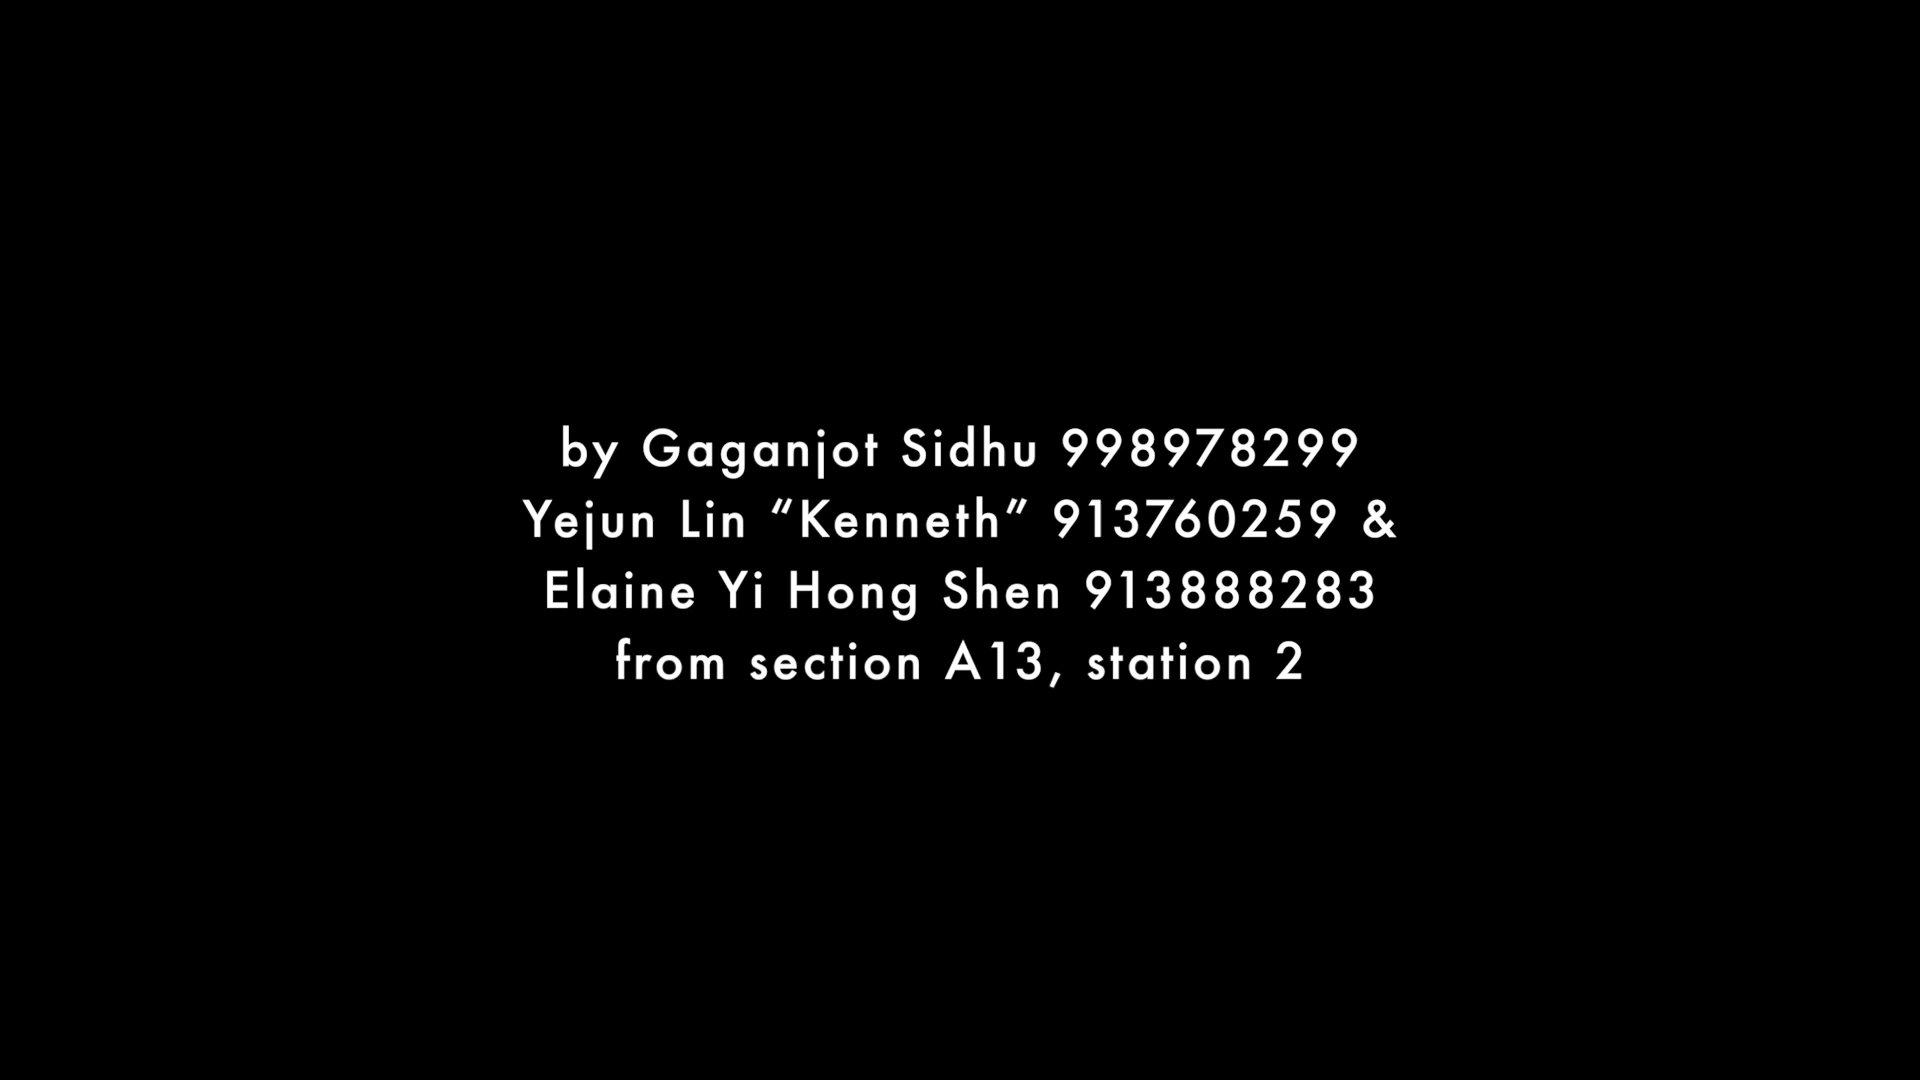 by Gaganjot Sidhu 998978299
Yejun Lin “Kenneth” 913760259 &
Elaine Yi Hong Shen 913888283
from section A13, station 2